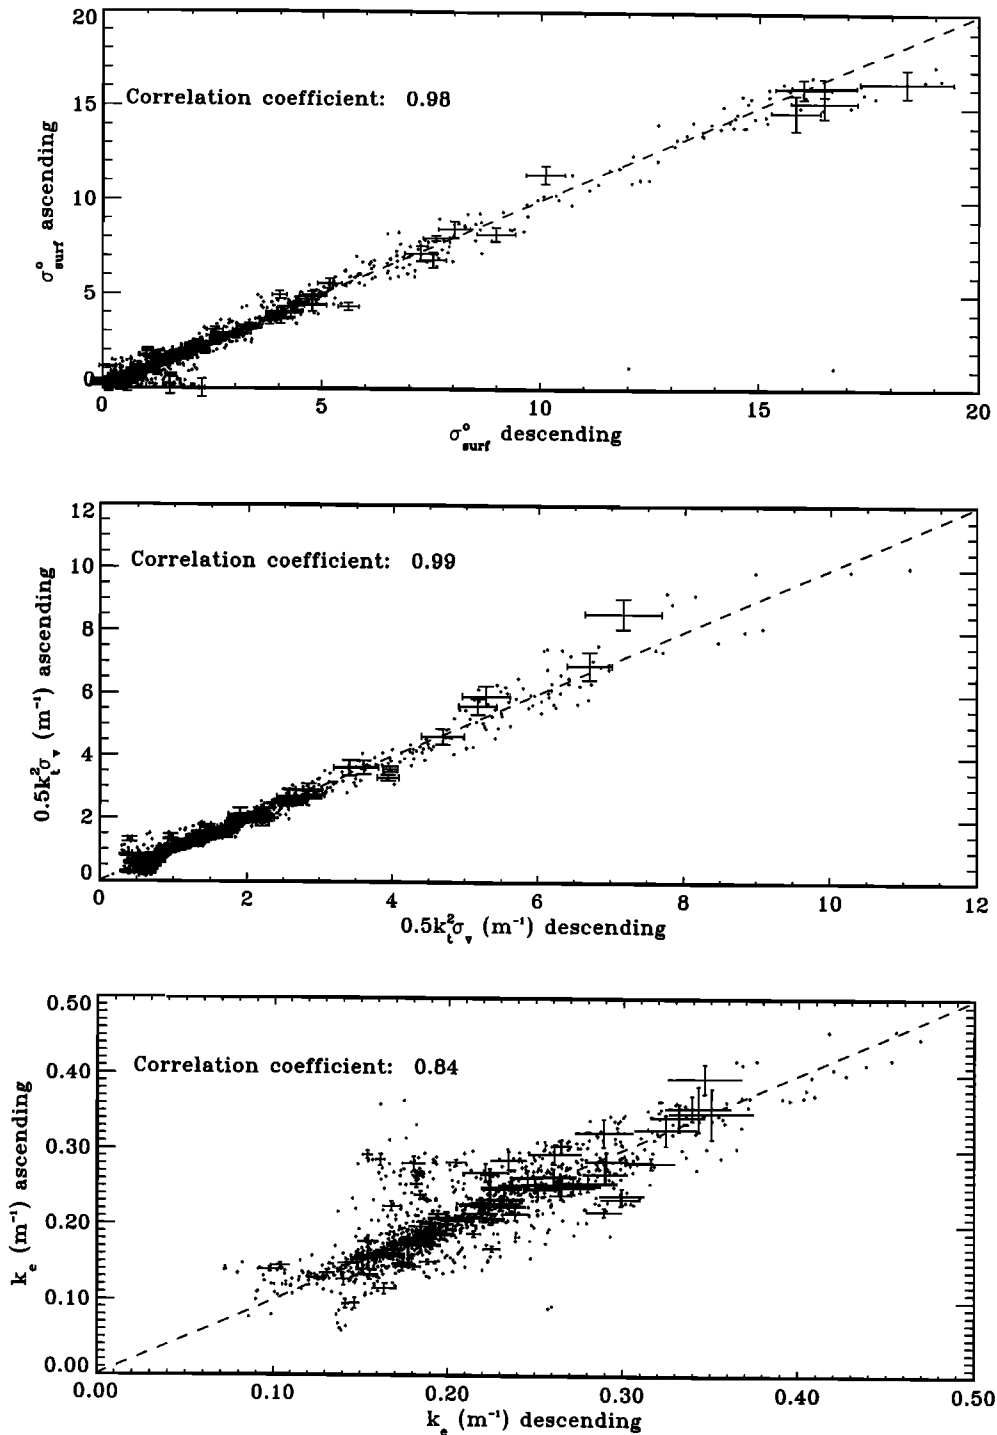 20
15
10
5
0
σ°surf ascending
Correlation coefficient: 0.98
0 5 10 15 20
σ°surf descending
12
10
8
6
4
2
0
0.5k²tσv (m⁻¹) ascending
Correlation coefficient: 0.99
0 2 4 6 8 10 12
0.5k²tσv (m⁻¹) descending
0.50
0.40
0.30
0.20
0.10
0.00
ke (m⁻¹) ascending
Correlation coefficient: 0.84
0.00 0.10 0.20 0.30 0.40 0.50
ke (m⁻¹) descending